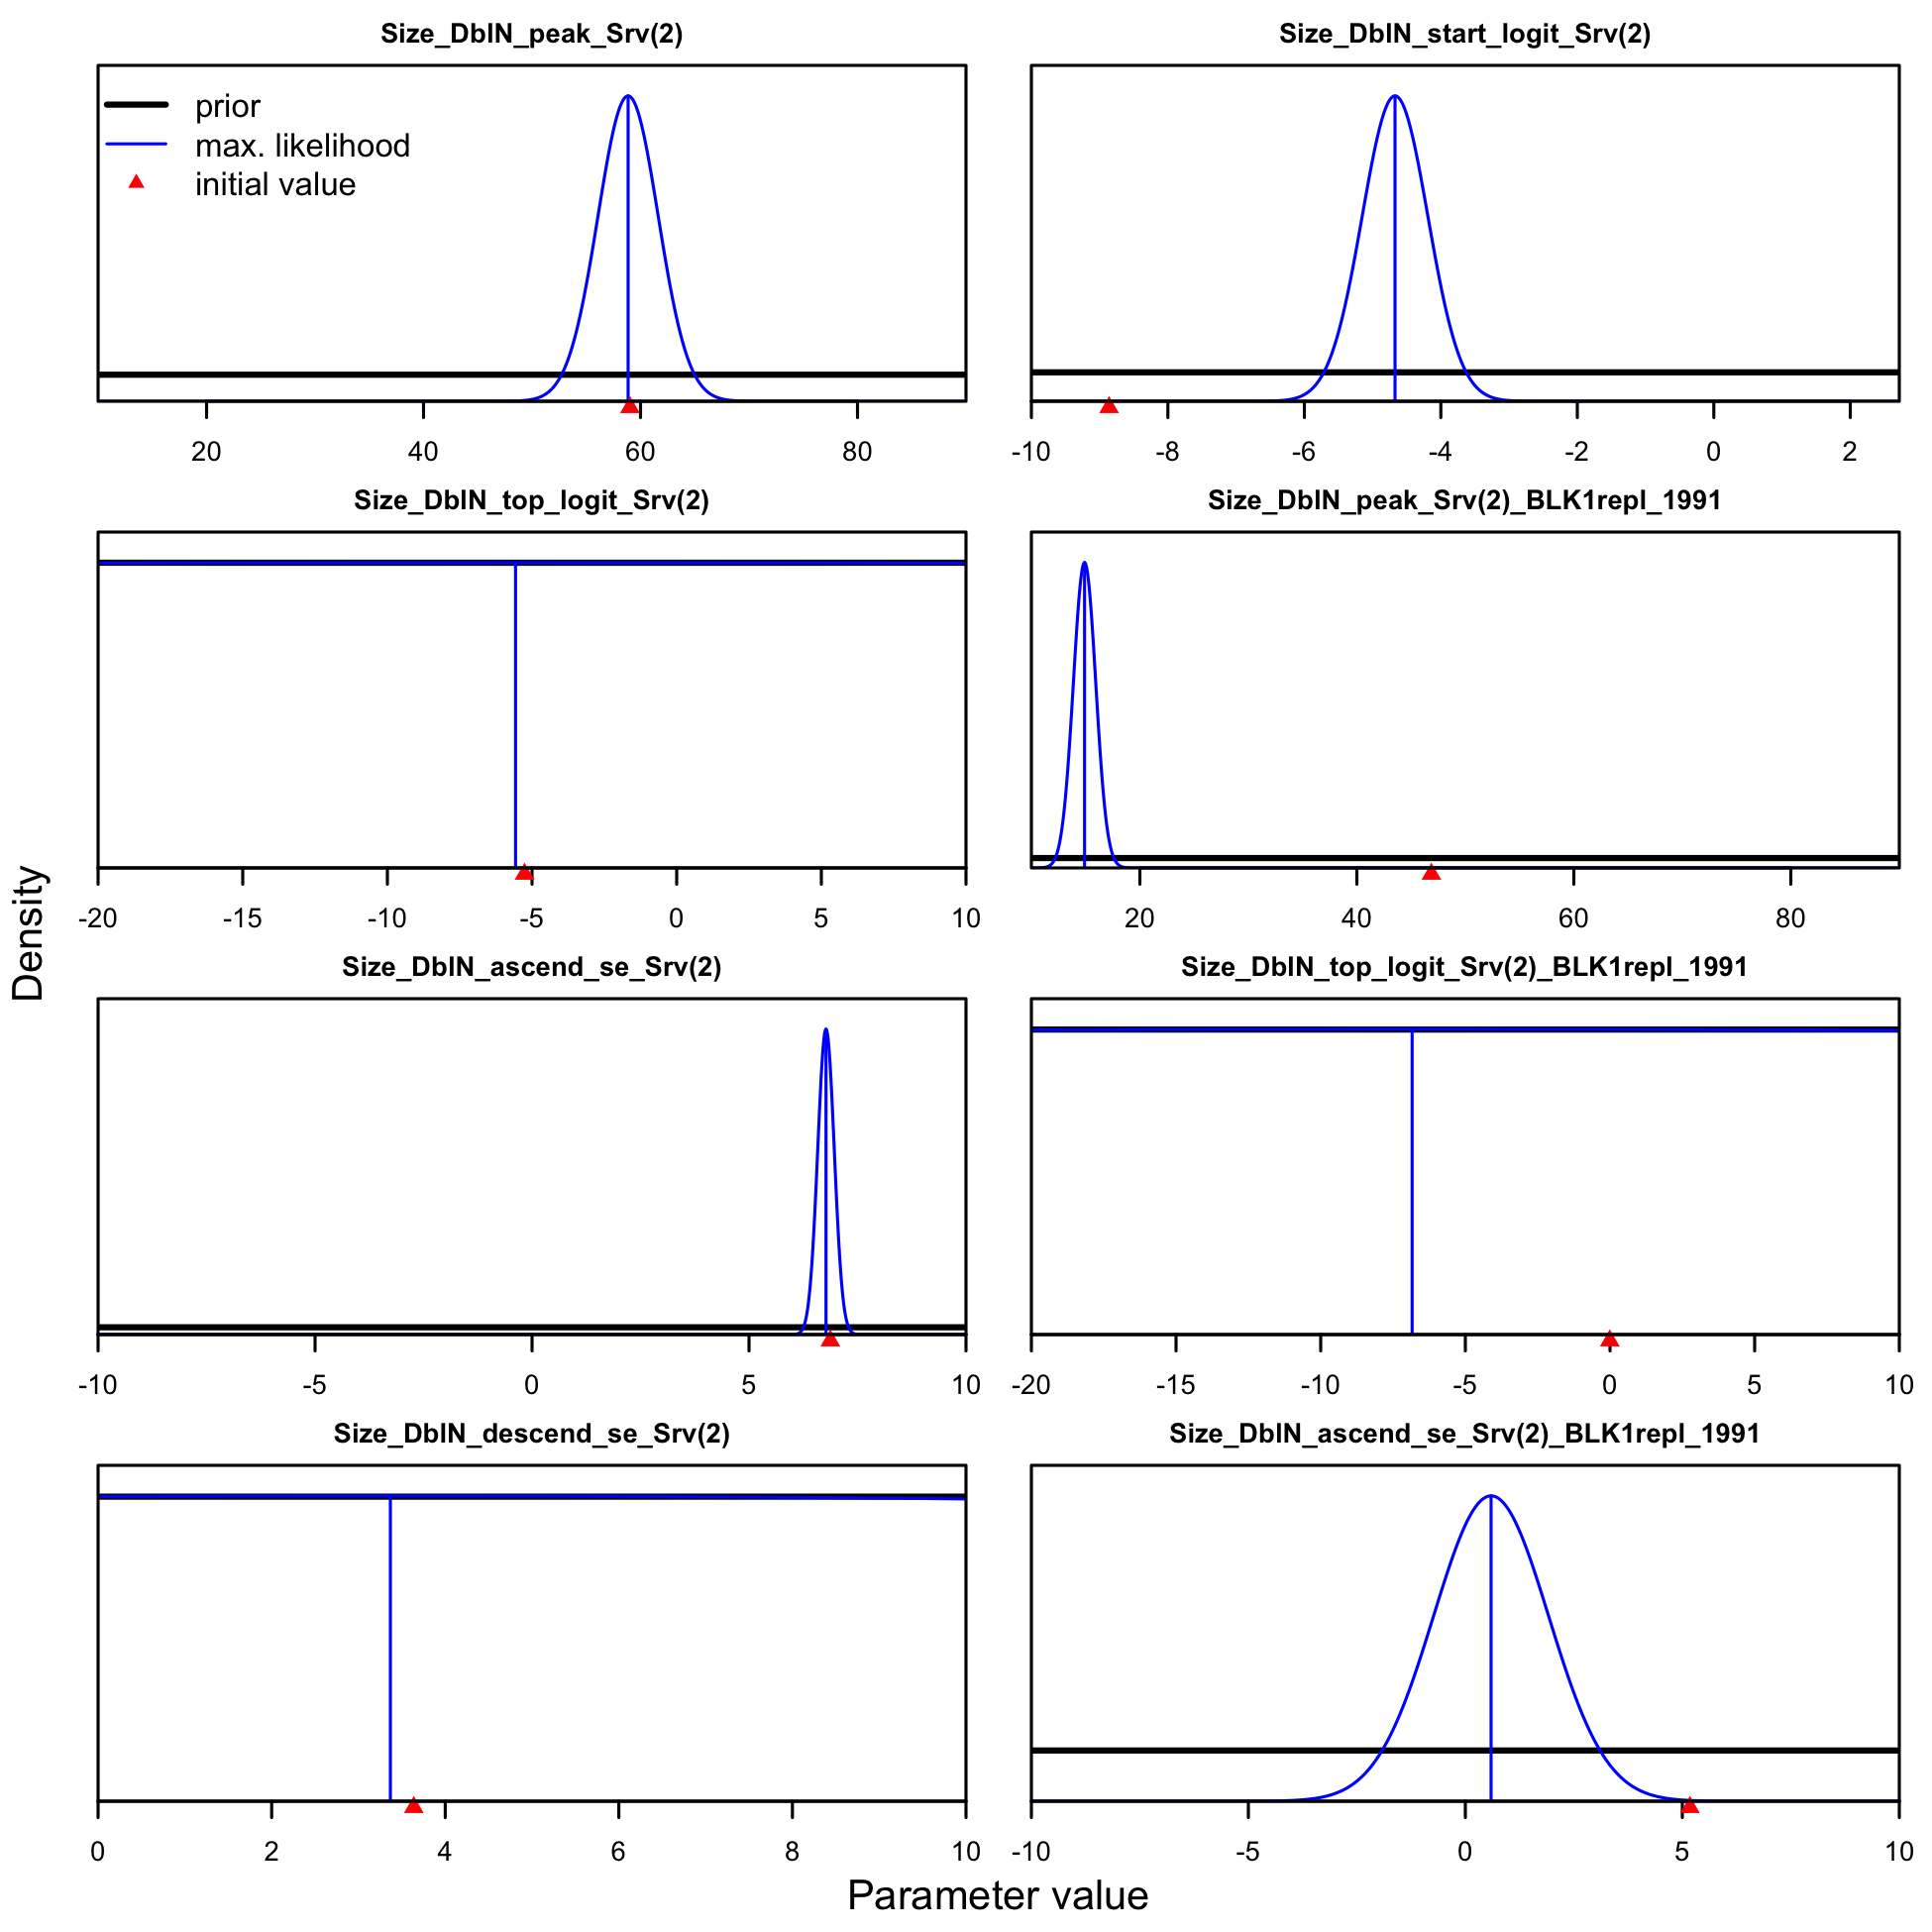 Size_DblN_peak_Srv(2)
prior
max. likelihood
initial value
20 40 60 80
Size_DblN_start_logit_Srv(2)
-10 -8 -6 -4 -2 0 2
Size_DblN_top_logit_Srv(2)
-20 -15 -10 -5 0 5 10
Size_DblN_peak_Srv(2)_BLK1repl_1991
20 40 60 80
Density
Size_DblN_ascend_se_Srv(2)
-10 -5 0 5 10
Size_DblN_top_logit_Srv(2)_BLK1repl_1991
-20 -15 -10 -5 0 5 10
Size_DblN_descend_se_Srv(2)
0 2 4 6 8 10
Size_DblN_ascend_se_Srv(2)_BLK1repl_1991
-10 -5 0 5 10
Parameter value